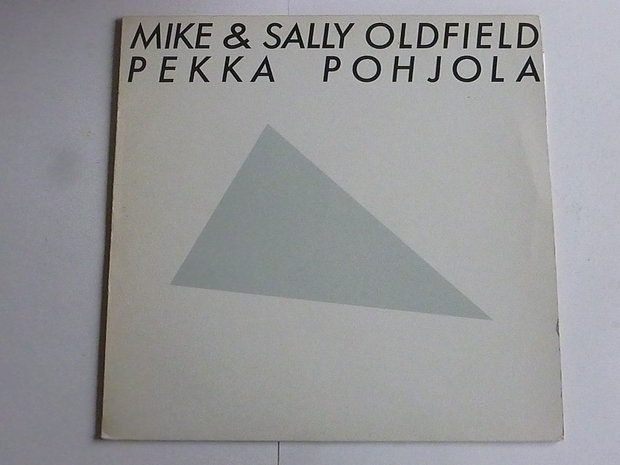 MIKE & SALLY OLDFIELD
PEKKA POHJOLA